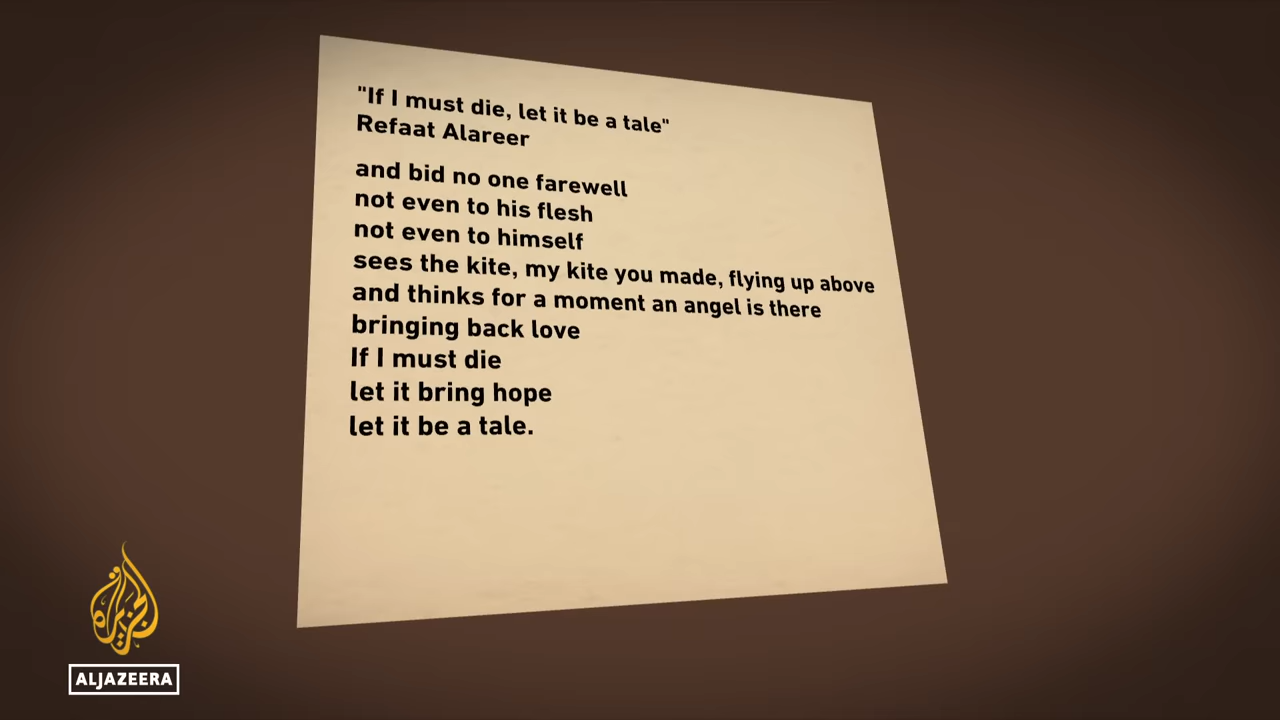 "If I must die, let it be a tale"
Refaat Alareer
and bid no one farewell
not even to his flesh
not even to himself
sees the kite, my kite you made, flying up above
and thinks for a moment an angel is there
bringing back love
If I must die
let it bring hope
let it be a tale.
الجزيرة
ALJAZEERA